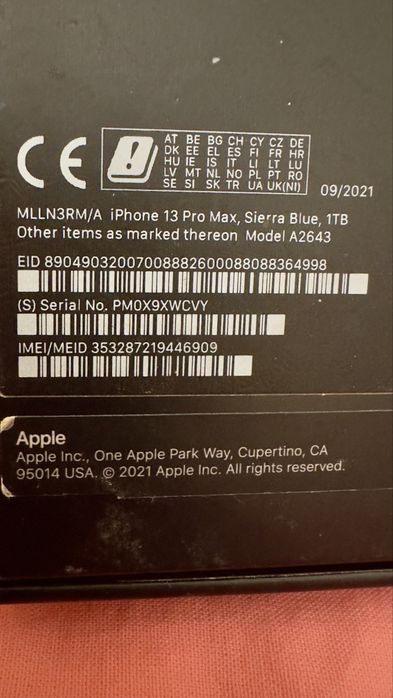 CE
AT BE BG CH CY CZ DE
DK EE EL ES FI FR HR
HU IE IS IT LI LT LU
LV MT NL NO PL PT RO
SE SI SK TR UA UK(NI)
09/2021
MLLN3RM/A iPhone 13 Pro Max, Sierra Blue, 1TB
Other items as marked thereon Model A2643
EID 89049032007008882600088088364998
(S) Serial No. PM0X9XWCVY
IMEI/MEID 353287219446909
Apple
Apple Inc., One Apple Park Way, Cupertino, CA
95014 USA. © 2021 Apple Inc. All rights reserved.